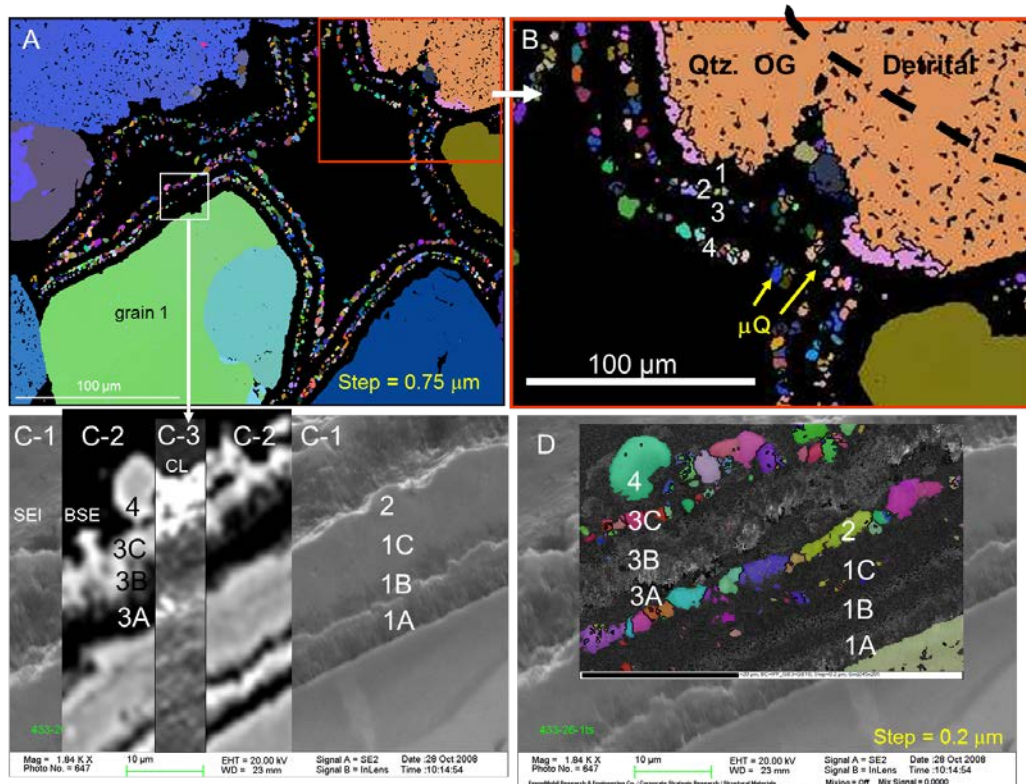 A
grain 1
100 µm
Step = 0.75 µm
B
Qtz. OG
Detrital
1
2
3
4
µQ
100 µm
C-1
C-2
C-3
C-2
C-1
CL
SEI
BSE
4
3C
3B
3A
2
1C
1B
1A
Mag = 1.84 K X
Photo No. = 647
10 µm
EHT = 20.00 kV
WD = 23 mm
Signal A = SE2
Signal B = InLens
Date :28 Oct 2008
Time :10:14:54
D
4
3C
3B
3A
2
1C
1B
1A
433-26-1ts
Step = 0.2 µm
Mag = 1.84 K X
Photo No. = 647
10 µm
EHT = 20.00 kV
WD = 23 mm
Signal A = SE2
Signal B = InLens
Date :28 Oct 2008
Time :10:14:54